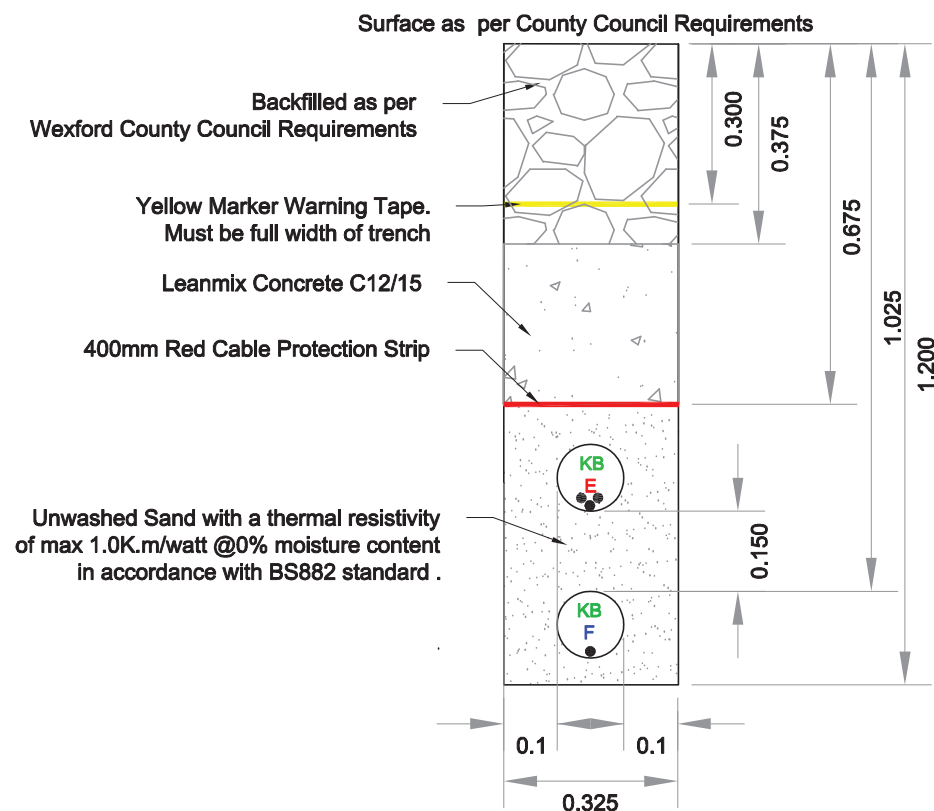 Surface as per County Council Requirements
Backfilled as per
Wexford County Council Requirements
Yellow Marker Warning Tape.
Must be full width of trench
Leanmix Concrete C12/15
400mm Red Cable Protection Strip
Unwashed Sand with a thermal resistivity
of max 1.0K.m/watt @0% moisture content
in accordance with BS882 standard .
KB
E
KB
F
0.300
0.375
0.675
1.025
1.200
0.150
0.1
0.1
0.325